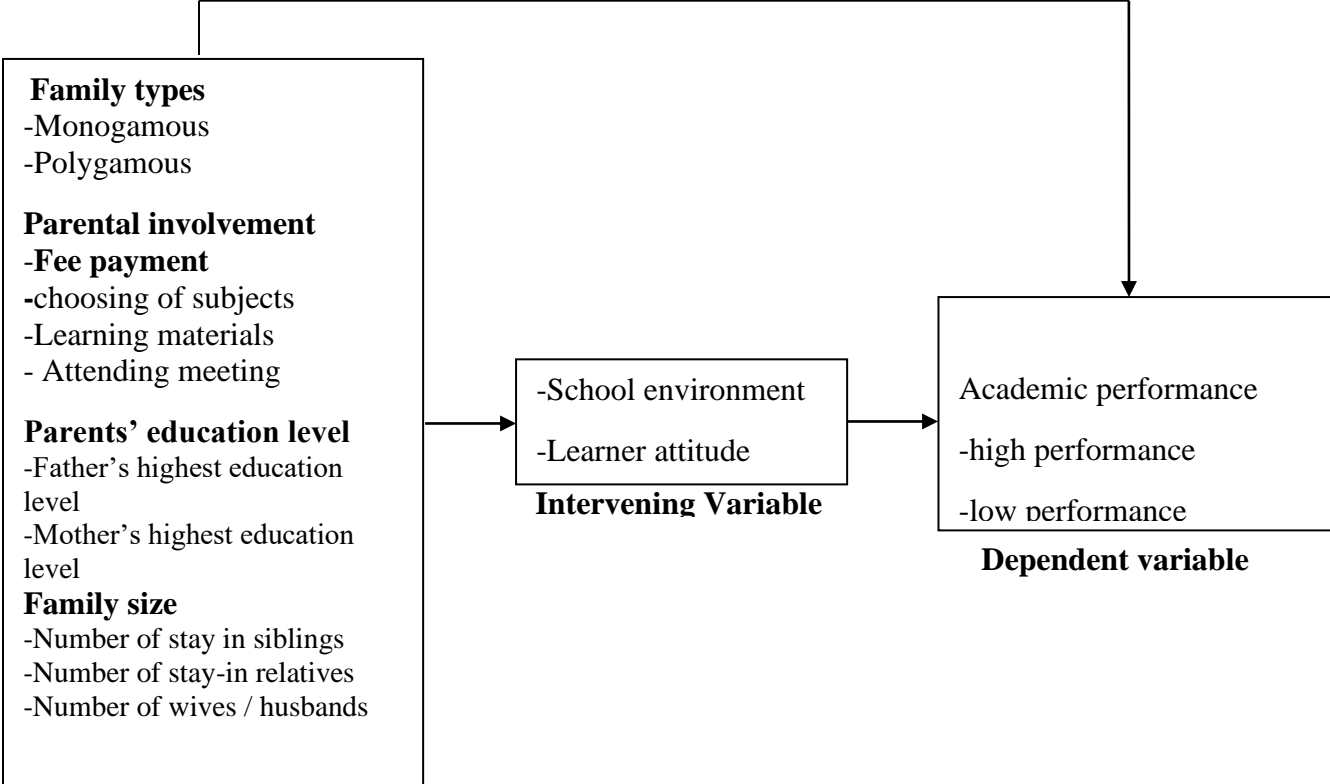 Family types
-Monogamous
-Polygamous
Parental involvement
-Fee payment
-choosing of subjects
-Learning materials
- Attending meeting
Parents’ education level
-Father’s highest education
level
-Mother’s highest education
level
Family size
-Number of stay in siblings
-Number of stay-in relatives
-Number of wives / husbands
-School environment
-Learner attitude
Intervening Variable
Academic performance
-high performance
-low performance
Dependent variable